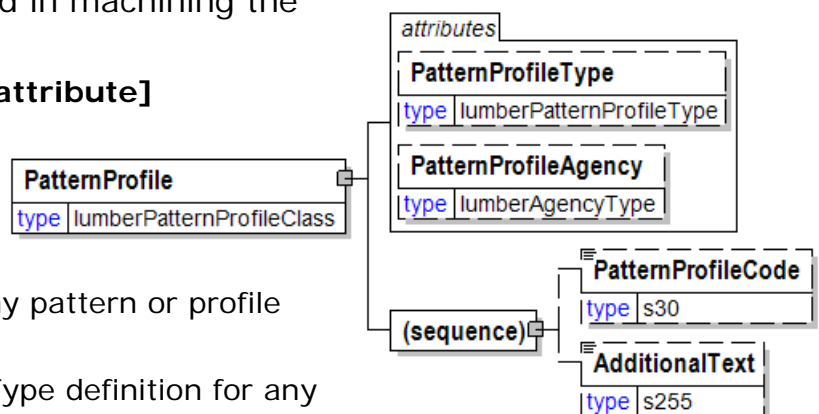 d in machining the
attribute]
y pattern or profile
Type definition for any
attributes
PatternProfileType
type lumberPatternProfileType
PatternProfileAgency
type lumberAgencyType
PatternProfile
type lumberPatternProfileClass
(sequence)
PatternProfileCode
type s30
AdditionalText
type s255